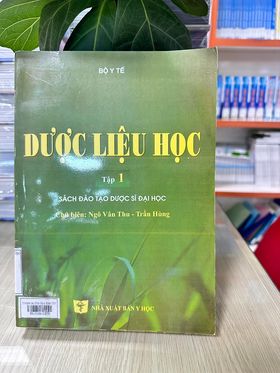 BỘ Y TẾ
DƯỢC LIỆU HỌC
Tập 1
SÁCH ĐÀO TẠO DƯỢC SĨ ĐẠI HỌC
Chủ biên: Ngô Vân Thu - Trần Hùng
NHÀ XUẤT BẢN Y HỌC